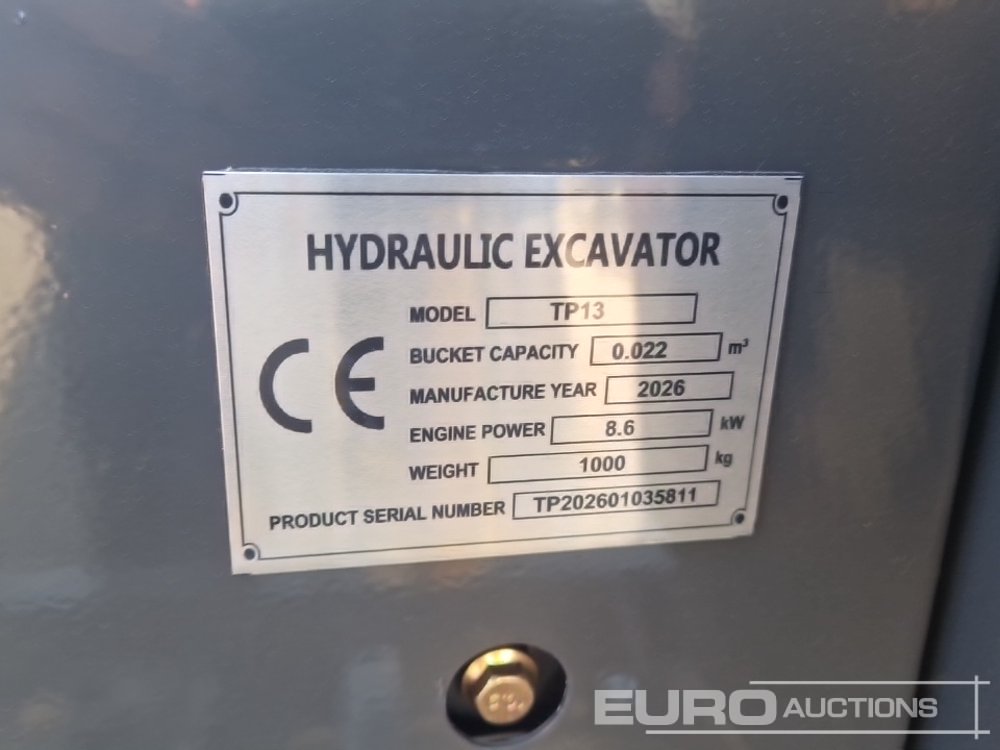 HYDRAULIC EXCAVATOR
MODEL TP13
BUCKET CAPACITY 0.022 m³
MANUFACTURE YEAR 2026
ENGINE POWER 8.6 kW
WEIGHT 1000 kg
PRODUCT SERIAL NUMBER TP202601035811
CE
EURO AUCTIONS